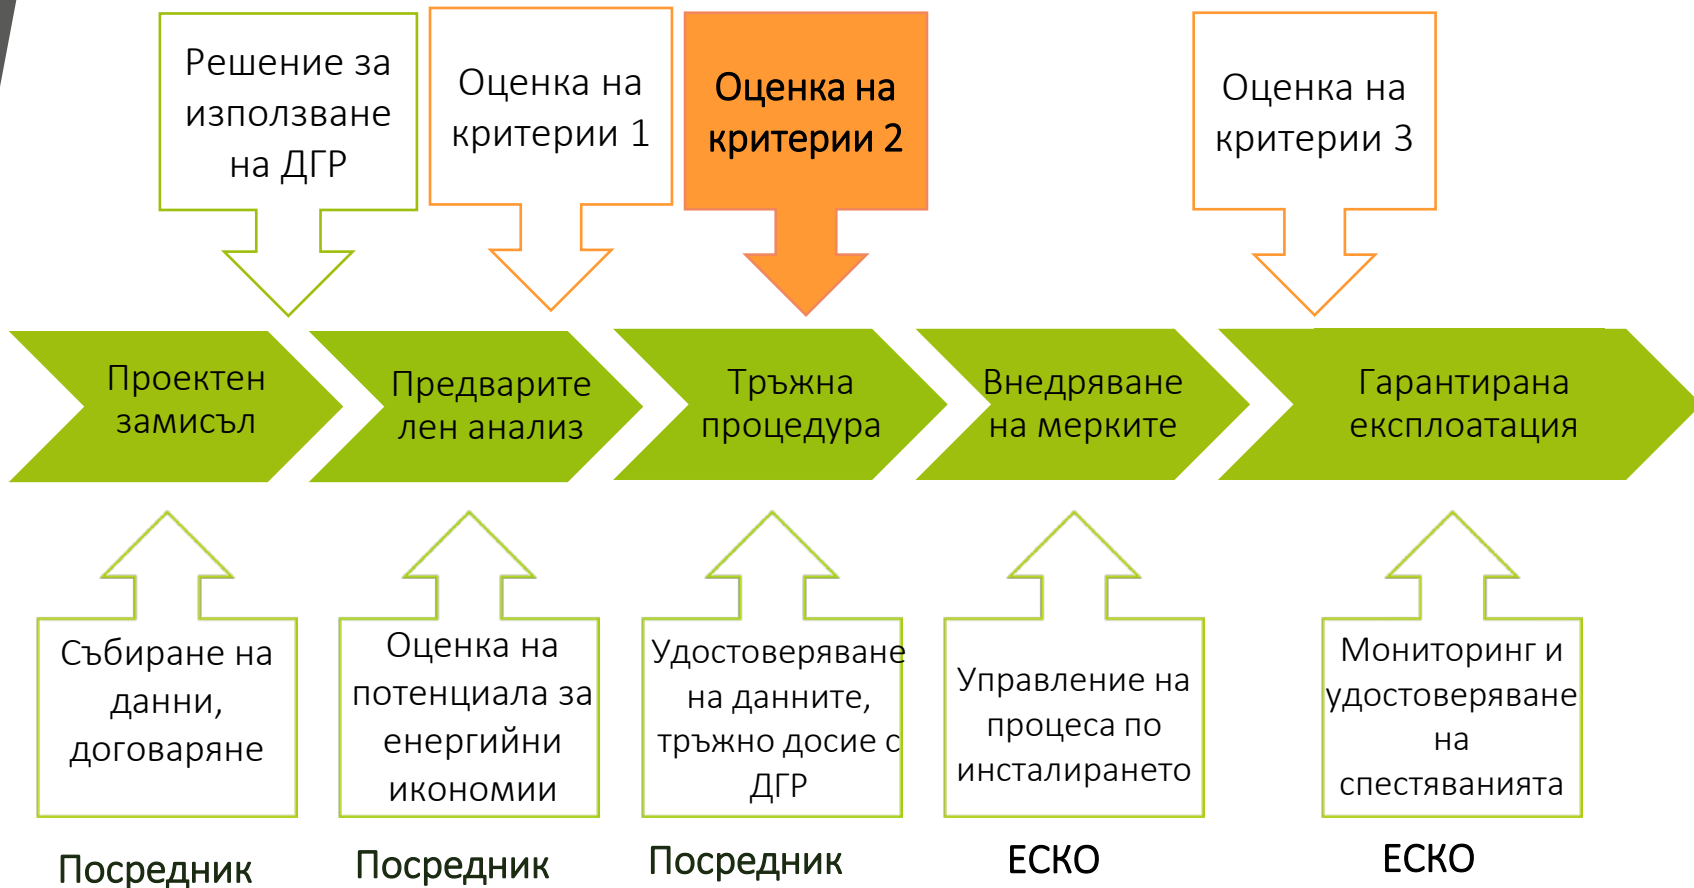 Решение за
използване
на ДГР
Оценка на
критерии 1
Оценка на
критерии 2
Оценка на
критерии 3
Проектен
замисъл
Предварите
лен анализ
Тръжна
процедура
Внедряване
на мерките
Гарантирана
експлоатация
Събиране на
данни,
договаряне
Оценка на
потенциала за
енергийни
икономии
Удостоверяване
на данните,
тръжно досие с
ДГР
Управление на
процеса по
инсталирането
Мониторинг и
удостоверяване
на
спестяванията
Посредник
Посредник
Посредник
ЕСКО
ЕСКО